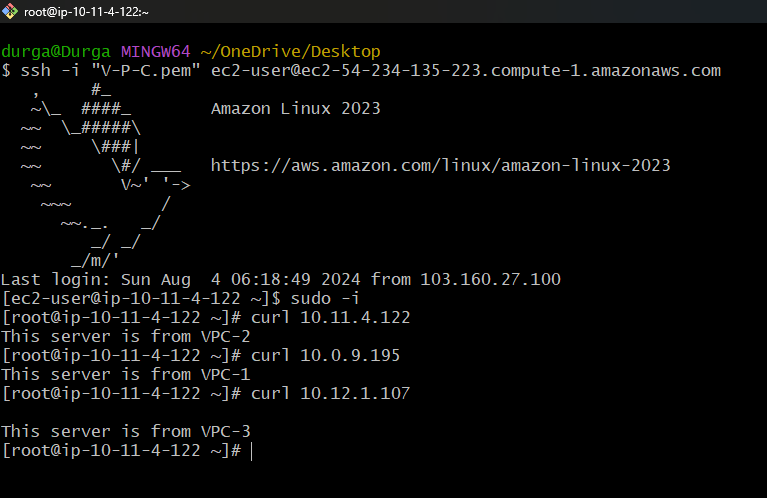 root@ip-10-11-4-122:~
durga@Durga MINGW64 ~/OneDrive/Desktop
$ ssh -i "V-P-C.pem" ec2-user@ec2-54-234-135-223.compute-1.amazonaws.com
   ,     #_
   ~\_  ####_        Amazon Linux 2023
  ~~  \_#####\
  ~~     \###|
  ~~       \#/ ___   https://aws.amazon.com/linux/amazon-linux-2023
   ~~       V~' '->
    ~~~         /
      ~~._.   _/
         _/ _/
       _/m/'
Last login: Sun Aug  4 06:18:49 2024 from 103.160.27.100
[ec2-user@ip-10-11-4-122 ~]$ sudo -i
[root@ip-10-11-4-122 ~]# curl 10.11.4.122
This server is from VPC-2
[root@ip-10-11-4-122 ~]# curl 10.0.9.195
This server is from VPC-1
[root@ip-10-11-4-122 ~]# curl 10.12.1.107
This server is from VPC-3
[root@ip-10-11-4-122 ~]#